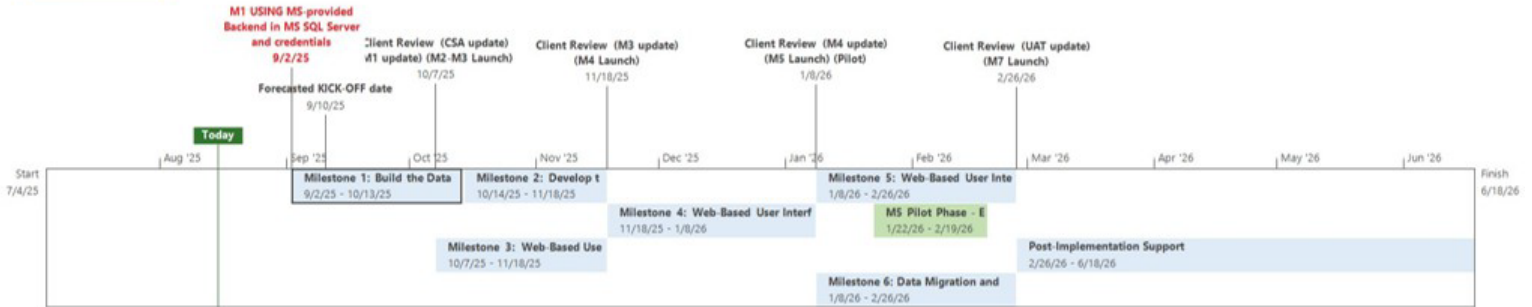 M1 USING MS-provided
Backend in MS SQL Server
and credentials
9/2/25
Client Review (CSA update)
M1 update) (M2-M3 Launch)
10/7/25
Client Review (M3 update)
(M4 Launch)
11/18/25
Client Review (M4 update)
(M5 Launch) (Pilot)
1/8/26
Client Review (UAT update)
(M7 Launch)
2/26/26
Forecasted KICK-OFF date
9/10/25
Today
Aug '25
Sep '25
Oct '25
Nov '25
Dec '25
Jan '26
Feb '26
Mar '26
Apr '26
May '26
Jun '26
Start
7/4/25
Finish
6/18/26
Milestone 1: Build the Data
9/2/25 - 10/13/25
Milestone 2: Develop t
10/14/25 - 11/18/25
Milestone 5: Web-Based User Inte
1/8/26 - 2/26/26
Milestone 4: Web-Based User Interf
11/18/25 - 1/8/26
MS Pilot Phase - E
1/22/26 - 2/19/26
Milestone 3: Web-Based Use
10/7/25 - 11/18/25
Post-Implementation Support
2/26/26 - 6/18/26
Milestone 6: Data Migration and
1/8/26 - 2/26/26